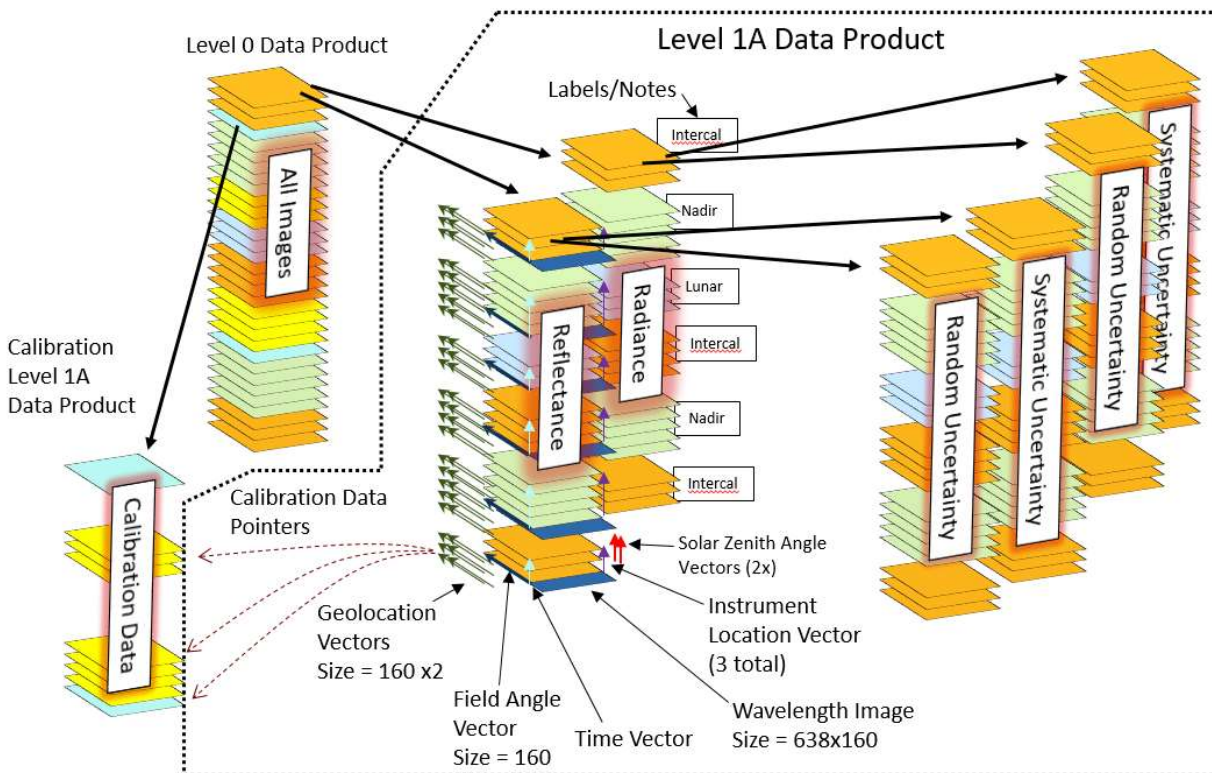 Level 0 Data Product
Level 1A Data Product
Labels/Notes
Intercal
Nadir
Lunar
Intercal
Nadir
Intercal
All Images
Radiance
Reflectance
Systematic Uncertainty
Random Uncertainty
Systematic Uncertainty
Random Uncertainty
Calibration
Level 1A
Data Product
Calibration Data
Calibration Data
Pointers
Geolocation
Vectors
Size = 160 x2
Field Angle
Vector
Size = 160
Time Vector
Solar Zenith Angle
Vectors (2x)
Instrument
Location Vector
(3 total)
Wavelength Image
Size = 638x160